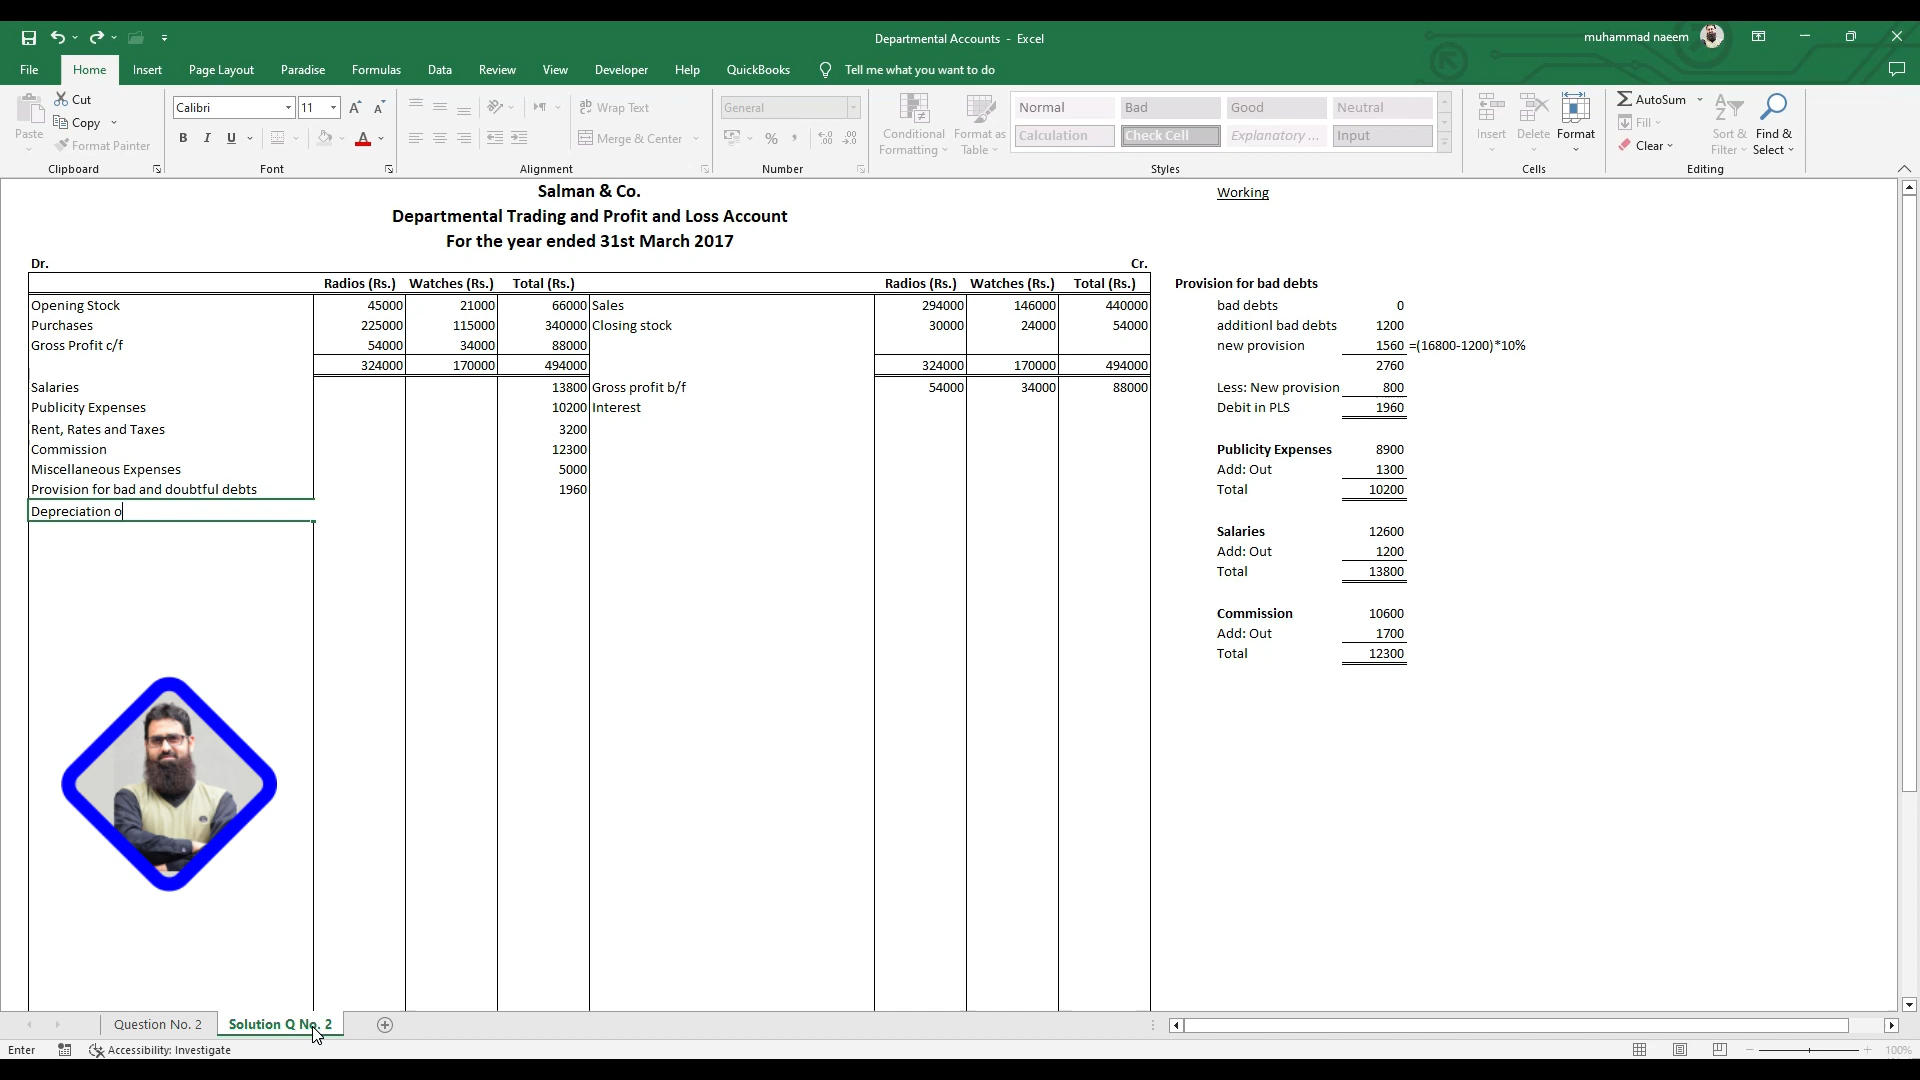 Departmental Accounts - Excel
muhammad naeem
File Home Insert Page Layout Paradise Formulas Data Review View Developer Help QuickBooks Tell me what you want to do
Paste
Cut
Copy
Format Painter
Clipboard
Calibri 11
B I U
Font
Wrap Text
Merge & Center
Alignment
General
%
Number
Conditional Formatting
Format as Table
Normal Bad Good Neutral
Calculation Check Cell Explanatory ... Input
Styles
Insert Delete Format
Cells
AutoSum
Fill
Clear
Sort & Filter
Find & Select
Editing
Salman & Co.
Working
Departmental Trading and Profit and Loss Account
For the year ended 31st March 2017
Dr. Cr.
Radios (Rs.) Watches (Rs.) Total (Rs.) Radios (Rs.) Watches (Rs.) Total (Rs.) Provision for bad debts
Opening Stock 45000 21000 66000 Sales 294000 146000 440000 bad debts 0
Purchases 225000 115000 340000 Closing stock 30000 24000 54000 additionl bad debts 1200
Gross Profit c/f 54000 34000 88000 new provision 1560 =(16800-1200)*10%
324000 170000 494000 324000 170000 494000 2760
Salaries 13800 Gross profit b/f 54000 34000 88000 Less: New provision 800
Publicity Expenses 10200 Interest Debit in PLS 1960
Rent, Rates and Taxes 3200
Commission 12300 Publicity Expenses 8900
Miscellaneous Expenses 5000 Add: Out 1300
Provision for bad and doubtful debts 1960 Total 10200
Depreciation o
Salaries 12600
Add: Out 1200
Total 13800
Commission 10600
Add: Out 1700
Total 12300
Question No. 2 Solution Q No. 2
Enter Accessibility: Investigate 100%